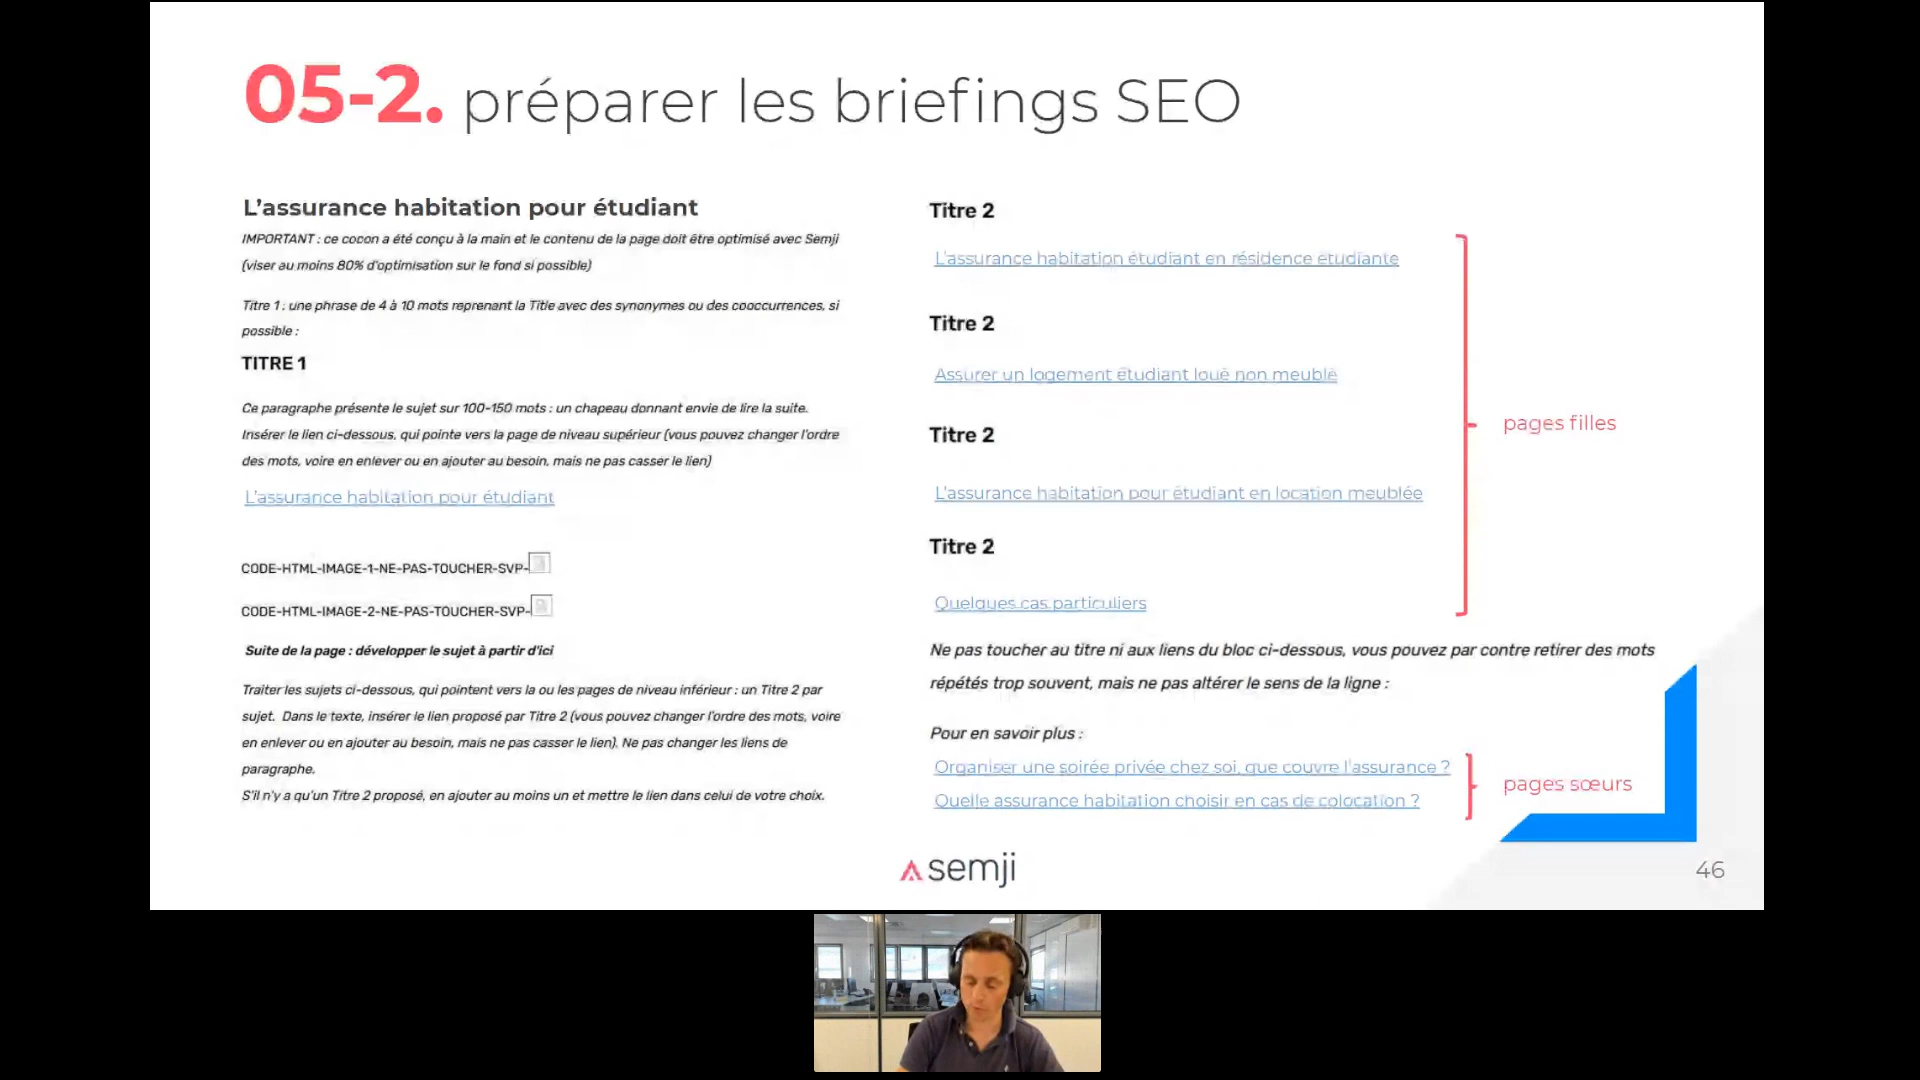 05-2. préparer les briefings SEO
L'assurance habitation pour étudiant
IMPORTANT : ce cocon a été conçu à la main et le contenu de la page doit être optimisé avec Semji
(viser au moins 80% d'optimisation sur le fond si possible)
Titre 1 : une phrase de 4 à 10 mots reprenant la Title avec des synonymes ou des cooccurrences, si
possible :
TITRE 1
Ce paragraphe présente le sujet sur 100-150 mots : un chapeau donnant envie de lire la suite.
Insérer le lien ci-dessous, qui pointe vers la page de niveau supérieur (vous pouvez changer l'ordre
des mots, voire en enlever ou en ajouter au besoin, mais ne pas casser le lien)
L'assurance habitation pour étudiant
CODE-HTML-IMAGE-1-NE-PAS-TOUCHER-SVP-
CODE-HTML-IMAGE-2-NE-PAS-TOUCHER-SVP-
Suite de la page : développer le sujet à partir d'ici
Traiter les sujets ci-dessous, qui pointent vers la ou les pages de niveau inférieur : un Titre 2 par
sujet. Dans le texte, insérer le lien proposé par Titre 2 (vous pouvez changer l'ordre des mots, voire
en enlever ou en ajouter au besoin, mais ne pas casser le lien). Ne pas changer les liens de
paragraphe.
S'il n'y a qu'un Titre 2 proposé, en ajouter au moins un et mettre le lien dans celui de votre choix.
Titre 2
L'assurance habitation étudiant en résidence étudiante
Titre 2
Assurer un logement étudiant loué non meublé
Titre 2
L'assurance habitation pour étudiant en location meublée
Titre 2
Quelques cas particuliers
pages filles
Ne pas toucher au titre ni aux liens du bloc ci-dessous, vous pouvez par contre retirer des mots
répétés trop souvent, mais ne pas altérer le sens de la ligne :
Pour en savoir plus :
Organiser une soirée privée chez soi, que couvre l'assurance ?
Quelle assurance habitation choisir en cas de colocation ?
pages sœurs
semji
46